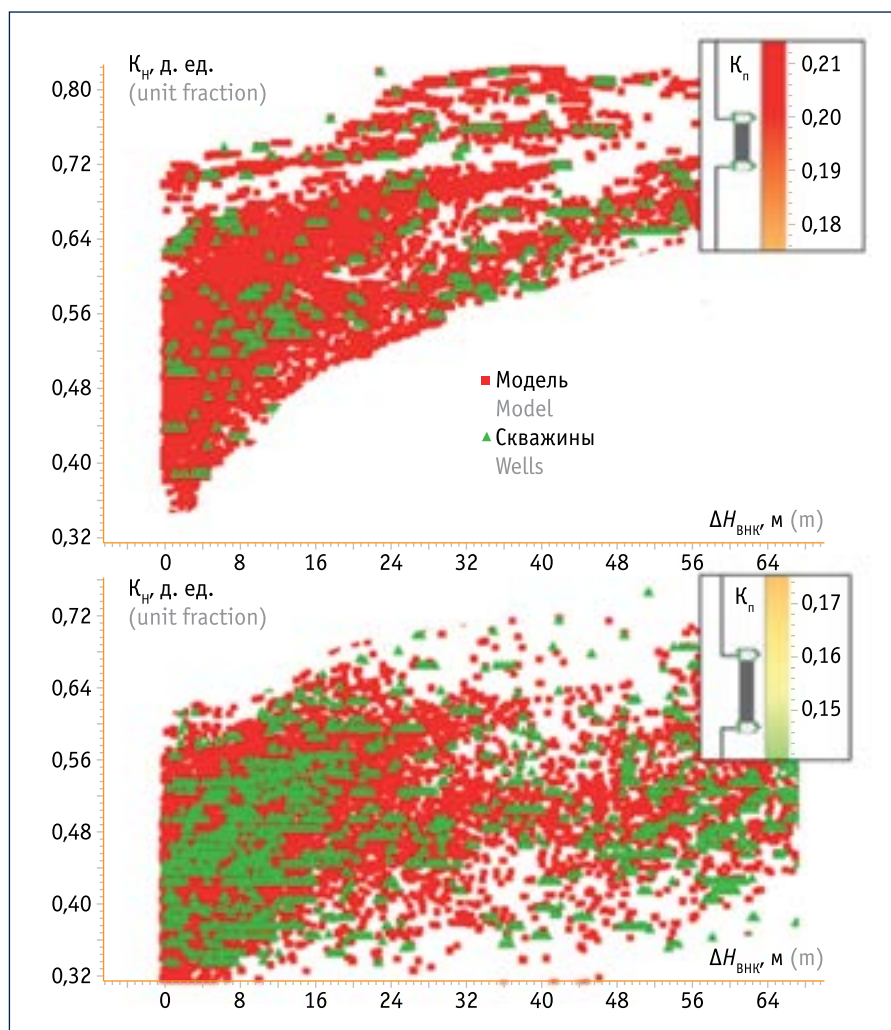 Кн, д. ед.
(unit fraction)
0,80
0,72
0,64
0,56
0,48
0,40
0,32
Кп
0,21
0,20
0,19
0,18
Модель
Model
Скважины
Wells
ΔHВНК, м (m)
0 8 16 24 32 40 48 56 64
Кн, д. ед.
(unit fraction)
0,72
0,64
0,56
0,48
0,40
0,32
Кп
0,17
0,16
0,15
ΔHВНК, м (m)
0 8 16 24 32 40 48 56 64